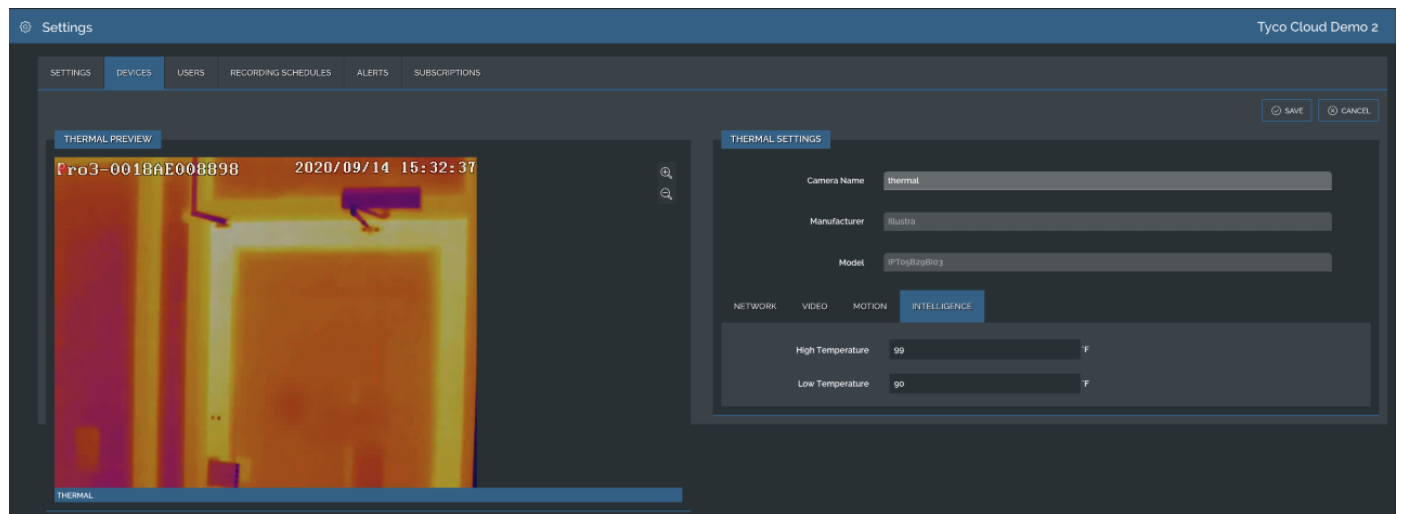 Settings
Tyco Cloud Demo 2
SETTINGS DEVICES USERS RECORDING SCHEDULES ALERTS SUBSCRIPTIONS
SAVE CANCEL
THERMAL PREVIEW
Pro3-0018AE008898 2020/09/14 15:32:37
THERMAL
THERMAL SETTINGS
Camera Name thermal
Manufacturer Illustra
Model IPT05B29BI03
NETWORK VIDEO MOTION INTELLIGENCE
High Temperature 99 °F
Low Temperature 90 °F